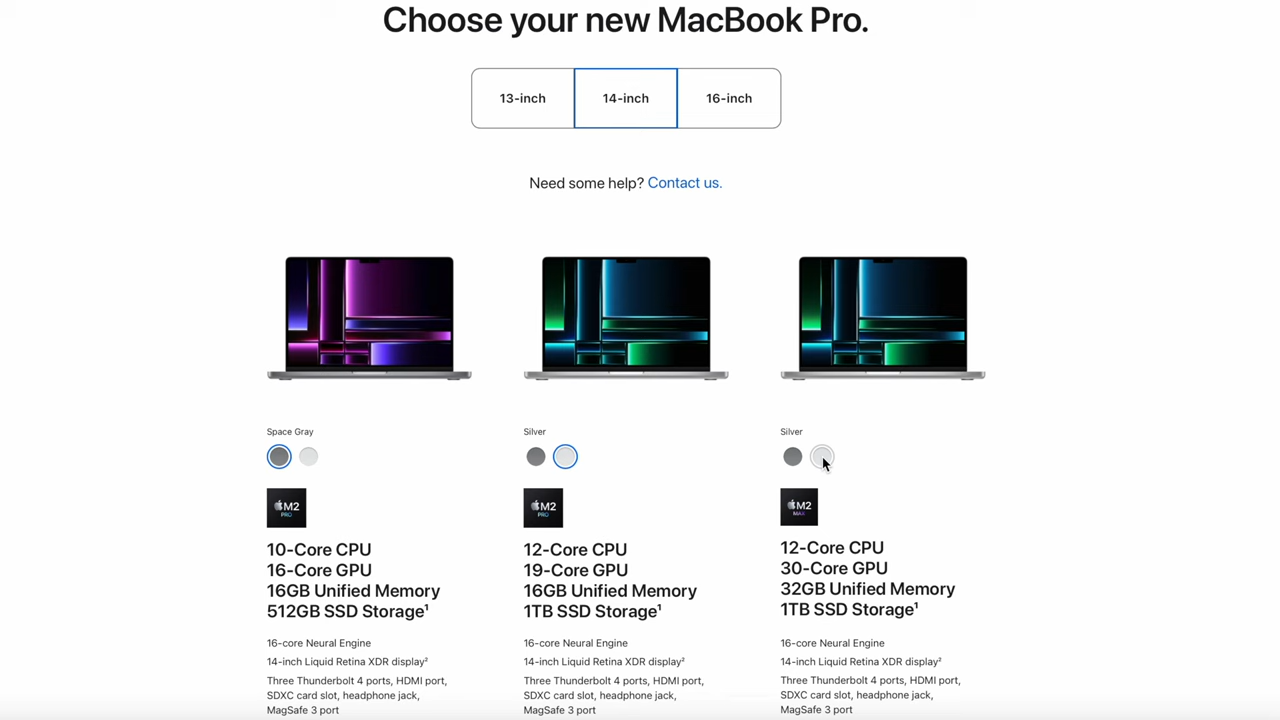 Choose your new MacBook Pro.
13-inch
14-inch
16-inch
Need some help? Contact us.
Space Gray
M2
PRO
10-Core CPU
16-Core GPU
16GB Unified Memory
512GB SSD Storage¹
16-core Neural Engine
14-inch Liquid Retina XDR display²
Three Thunderbolt 4 ports, HDMI port,
SDXC card slot, headphone jack,
MagSafe 3 port
Silver
M2
PRO
12-Core CPU
19-Core GPU
16GB Unified Memory
1TB SSD Storage¹
16-core Neural Engine
14-inch Liquid Retina XDR display²
Three Thunderbolt 4 ports, HDMI port,
SDXC card slot, headphone jack,
MagSafe 3 port
Silver
M2
MAX
12-Core CPU
30-Core GPU
32GB Unified Memory
1TB SSD Storage¹
16-core Neural Engine
14-inch Liquid Retina XDR display²
Three Thunderbolt 4 ports, HDMI port,
SDXC card slot, headphone jack,
MagSafe 3 port